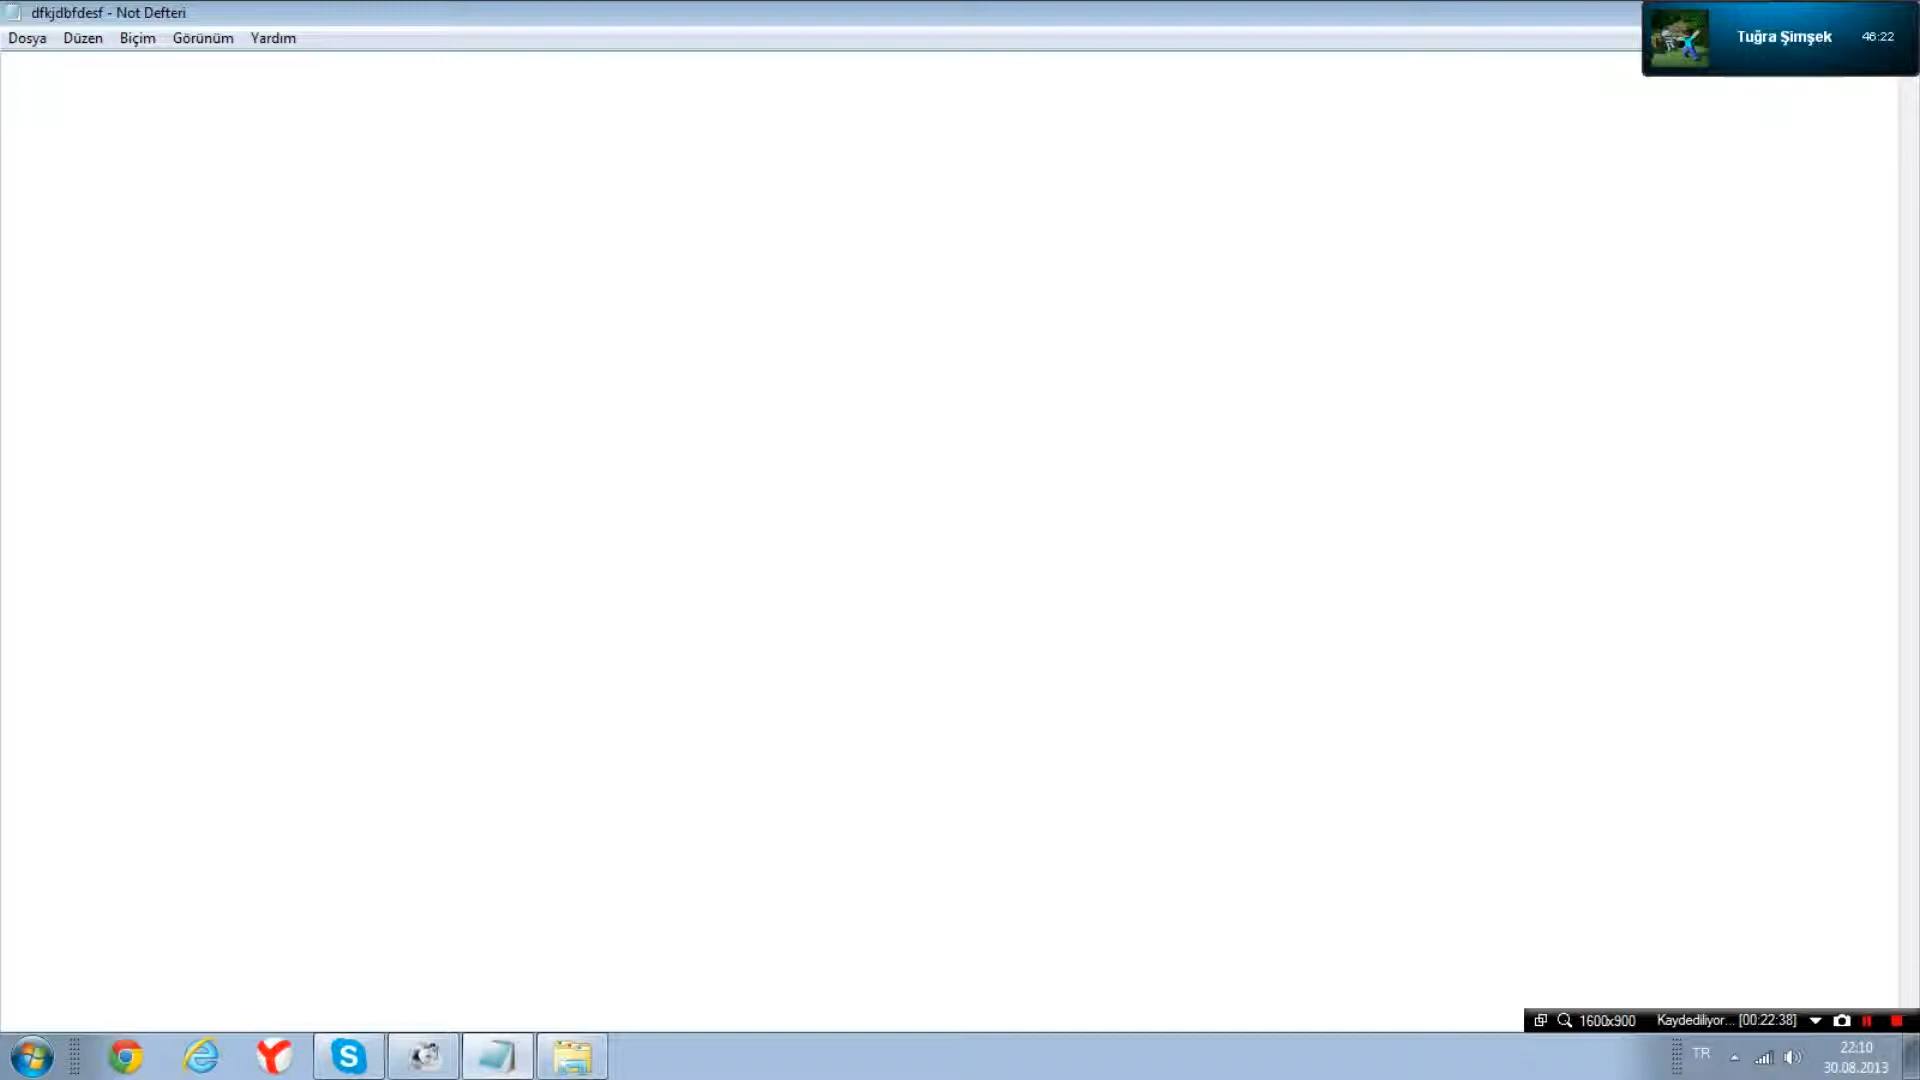 dfkjdbfdesf - Not Defteri
Dosya Düzen Biçim Görünüm Yardım
Tuğra Şimşek 46:22
1600x900 Kaydediliyor... [00:22:38]
TR
22:10
30.08.2013